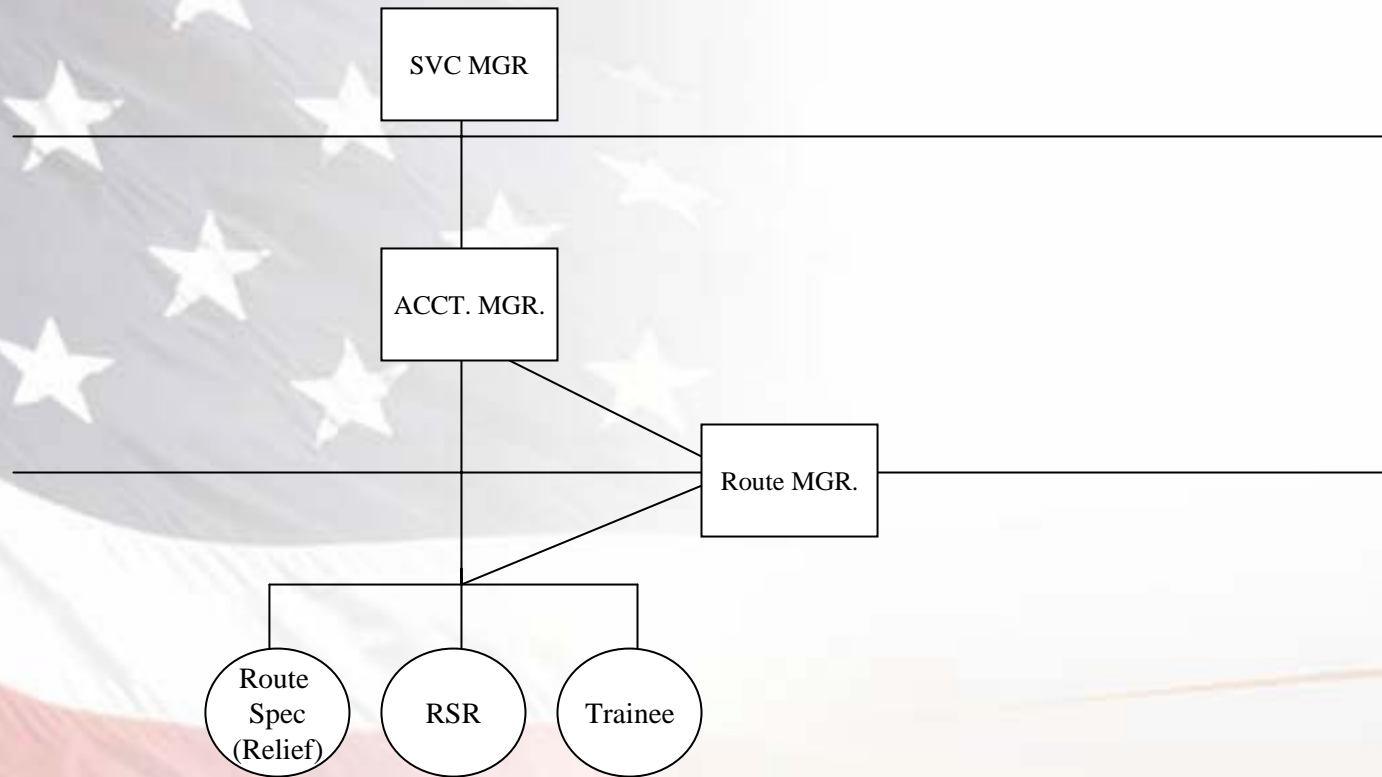 SVC MGR
ACCT. MGR.
Route MGR.
Route
Spec
(Relief)
RSR
Trainee